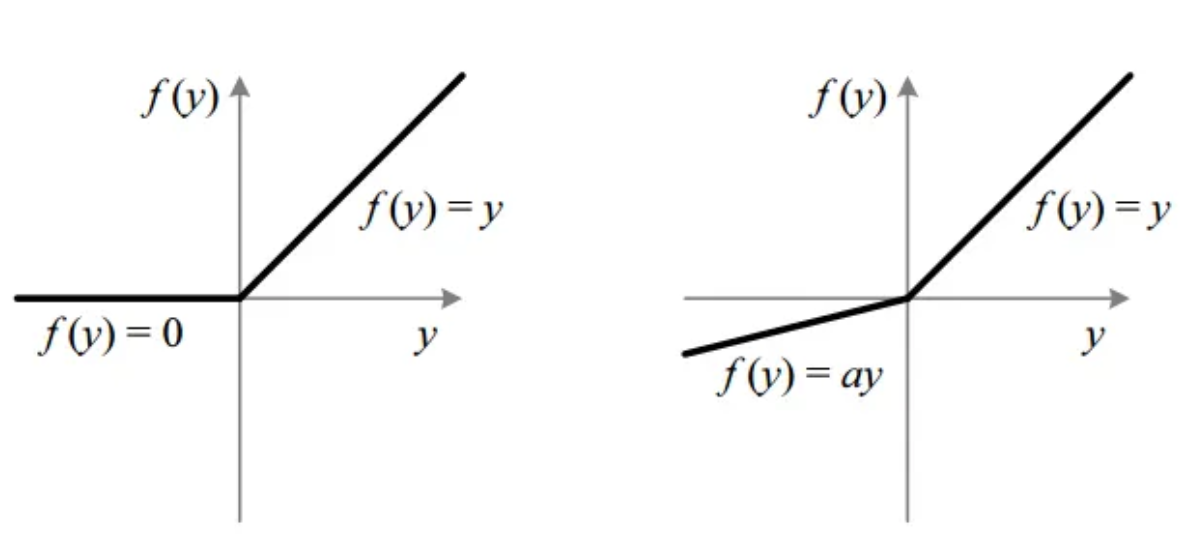 f(y)
f(y) = y
f(y) = 0
y
f(y)
f(y) = y
y
f(y) = ay